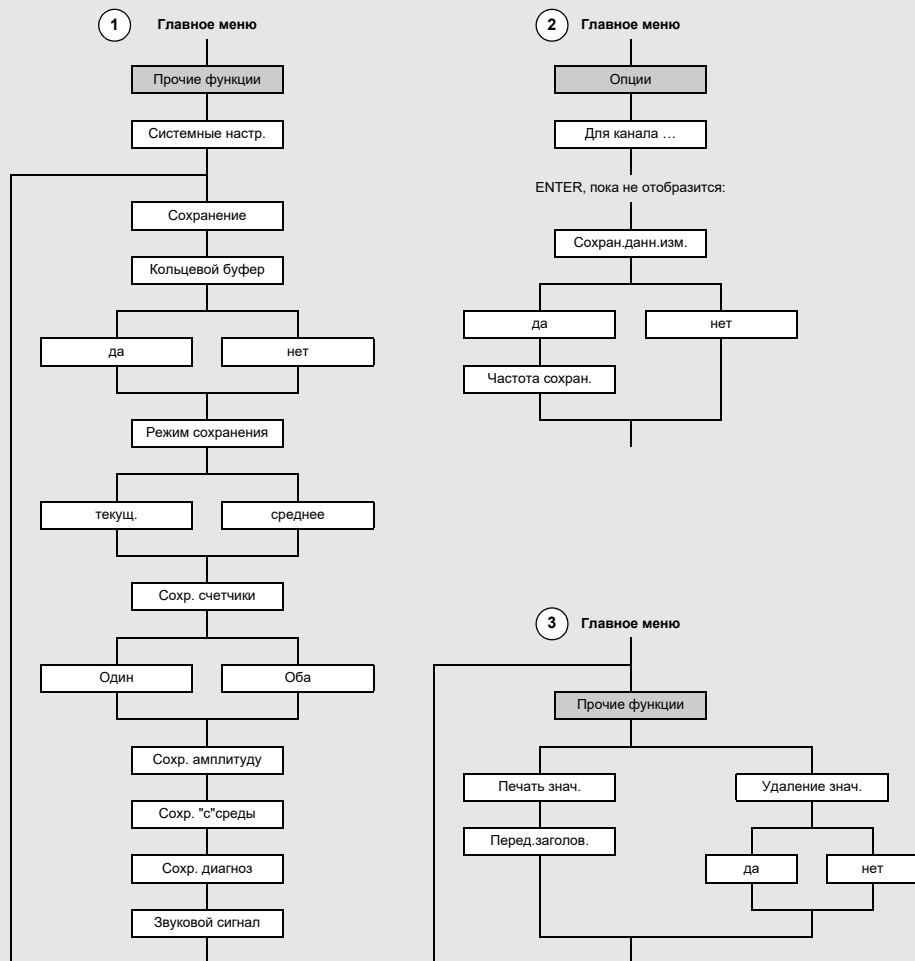 1 Главное меню
Прочие функции
Системные настр.
Сохранение
Кольцевой буфер
да нет
Режим сохранения
текущ. среднее
Сохр. счетчики
Один Оба
Сохр. амплитуду
Сохр. "с"среды
Сохр. диагноз
Звуковой сигнал
2 Главное меню
Опции
Для канала ...
ENTER, пока не отобразится:
Сохран.данн.изм.
да нет
Частота сохран.
3 Главное меню
Прочие функции
Печать знач. Удаление знач.
Перед.заголов.
да нет